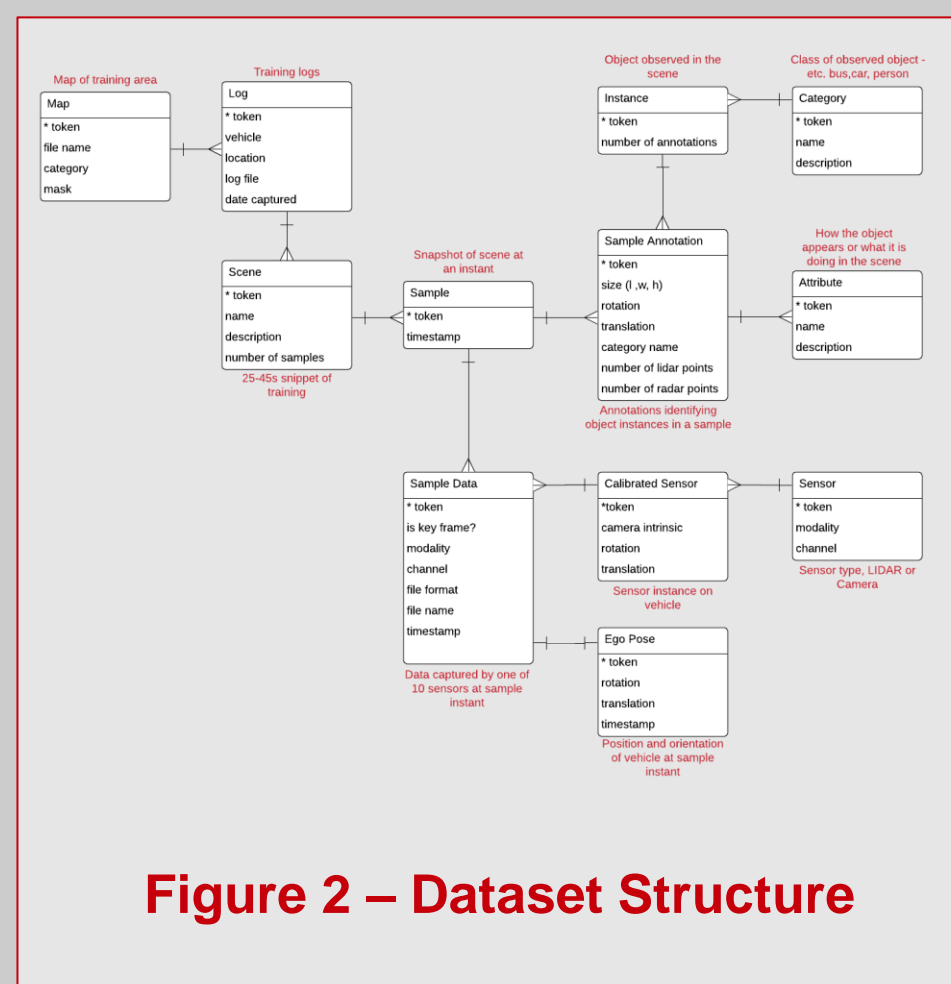 Map of training area
Map
* token
file name
category
mask
Training logs
Log
* token
vehicle
location
log file
date captured
Scene
* token
name
description
number of samples
25-45s snippet of
training
Snapshot of scene at
an instant
Sample
* token
timestamp
Object observed in the
scene
Instance
* token
number of annotations
Class of observed object -
etc. bus,car, person
Category
* token
name
description
Sample Annotation
* token
size (l ,w, h)
rotation
translation
category name
number of lidar points
number of radar points
Annotations identifying
object instances in a sample
How the object
appears or what it is
doing in the scene
Attribute
* token
name
description
Sample Data
* token
is key frame?
modality
channel
file format
file name
timestamp
Data captured by one of
10 sensors at sample
instant
Calibrated Sensor
*token
camera intrinsic
rotation
translation
Sensor instance on
vehicle
Sensor
* token
modality
channel
Sensor type, LIDAR or
Camera
Ego Pose
* token
rotation
translation
timestamp
Position and orientation
of vehicle at sample
instant
Figure 2 – Dataset Structure